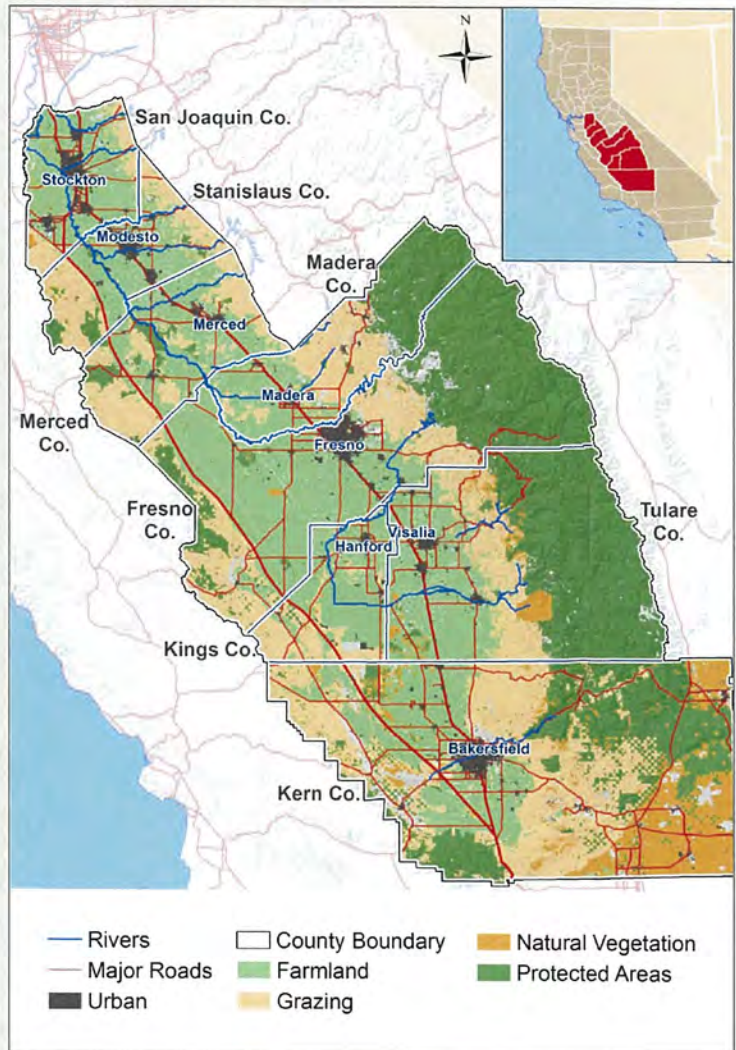 N
San Joaquin Co.
Stockton
Stanislaus Co.
Modesto
Madera
Co.
Merced
Madera
Merced
Co.
Fresno
Fresno
Co.
Visalia
Hanford
Tulare
Co.
Kings Co.
Bakersfield
Kern Co.
Rivers
County Boundary
Natural Vegetation
Major Roads
Farmland
Protected Areas
Urban
Grazing